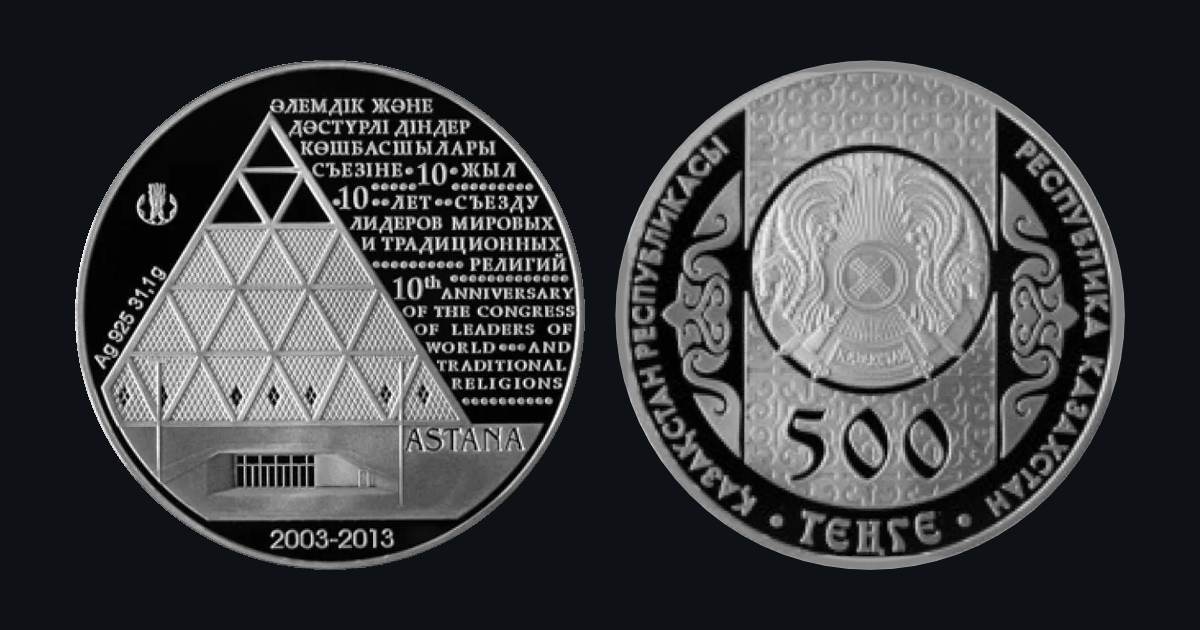 ӘЛЕМДІК ЖӘНЕ
ДӘСТҮРЛІ ДІНДЕР
КӨШБАСШЫЛАРЫ
СЪЕЗІНЕ•10•ЖЫЛ
•10••ЛЕТ••СЪЕЗДУ
ЛИДЕРОВ МИРОВЫХ
И ТРАДИЦИОННЫХ
РЕЛИГИЙ
10th ANNIVERSARY
OF THE CONGRESS
OF LEADERS OF
WORLD•••AND
TRADITIONAL
RELIGIONS
Ag 925 31,1g
ASTANA
2003-2013
ҚАЗАҚСТАН РЕСПУБЛИКАСЫ
РЕСПУБЛИКА КАЗАХСТАН
ҚАЗАҚСТАН
500
• ТЕҢГЕ •